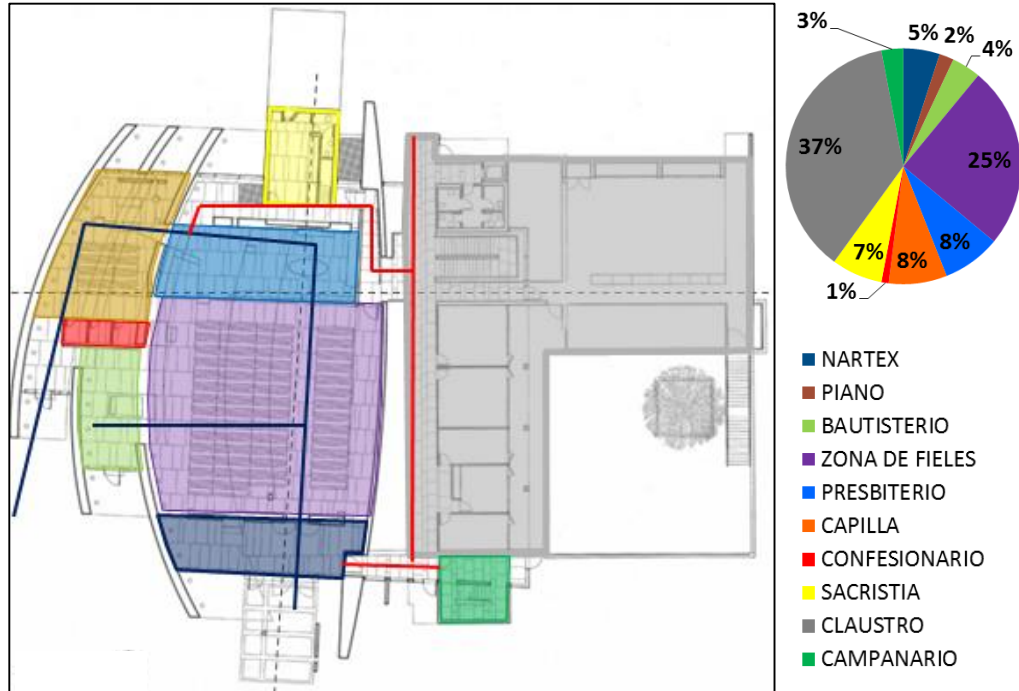 3%
5%
2%
4%
37%
25%
7%
8%
8%
1%
NARTEX
PIANO
BAUTISTERIO
ZONA DE FIELES
PRESBITERIO
CAPILLA
CONFESIONARIO
SACRISTIA
CLAUSTRO
CAMPANARIO